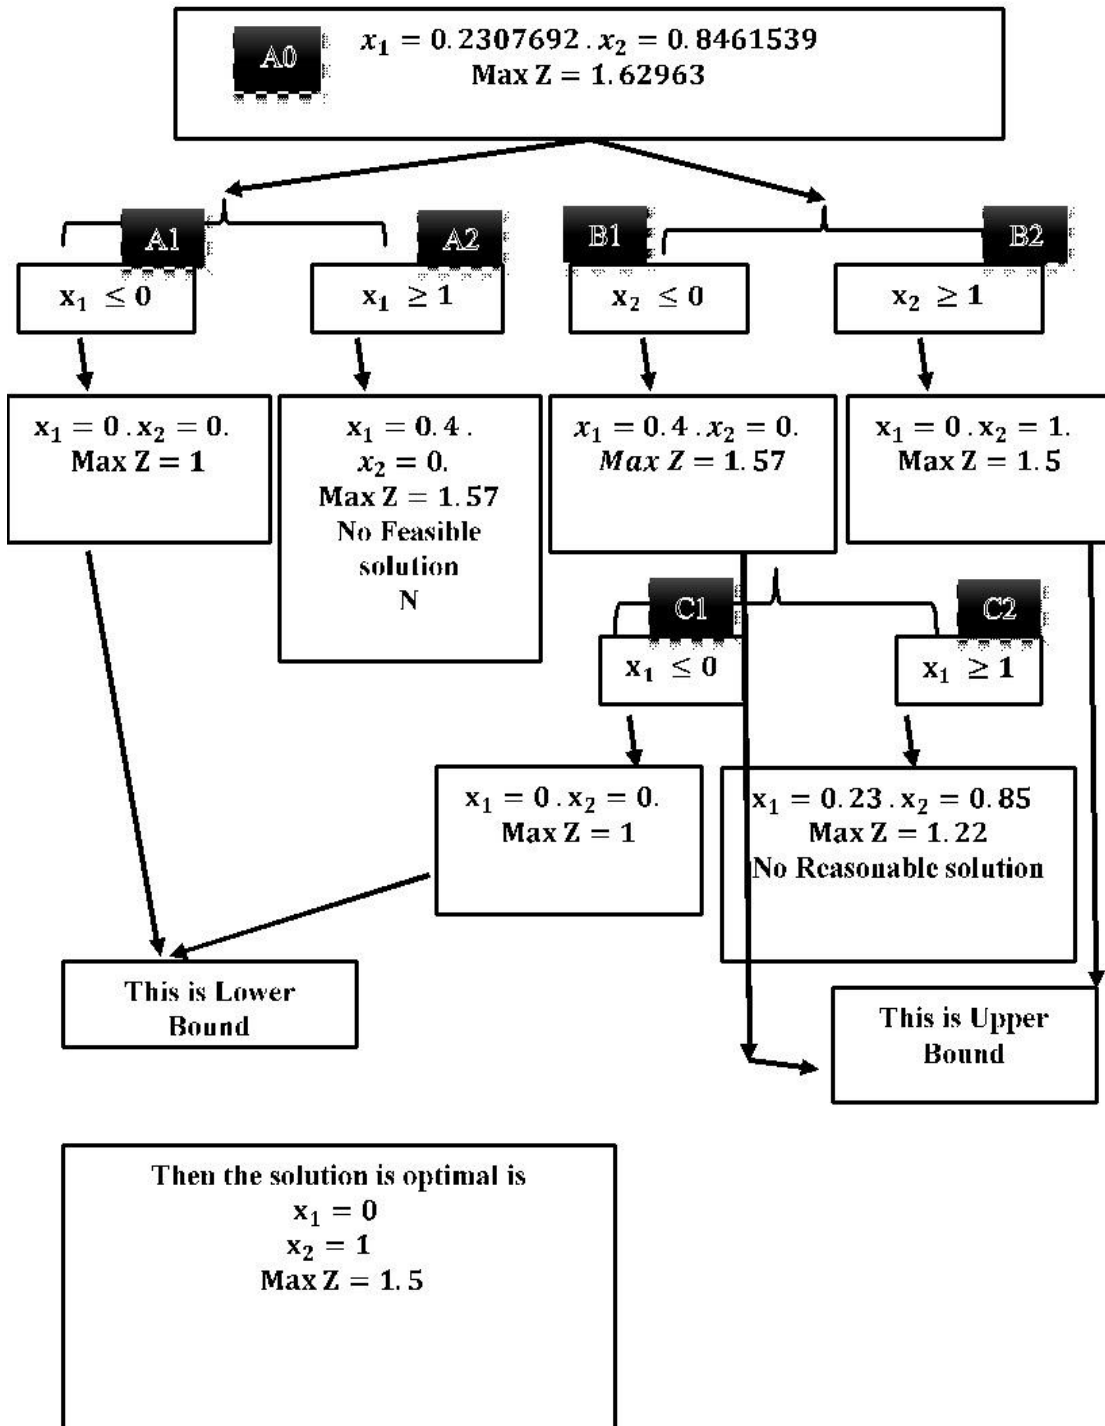 A0
x₁ = 0.2307692 . x₂ = 0.8461539
Max Z = 1.62963
A1
A2
B1
B2
x₁ ≤ 0
x₁ ≥ 1
x₂ ≤ 0
x₂ ≥ 1
x₁ = 0 . x₂ = 0.
Max Z = 1
x₁ = 0.4 .
x₂ = 0.
Max Z = 1.57
No Feasible
solution
N
x₁ = 0.4 . x₂ = 0.
Max Z = 1.57
x₁ = 0 . x₂ = 1.
Max Z = 1.5
C1
C2
x₁ ≤ 0
x₁ ≥ 1
x₁ = 0 . x₂ = 0.
Max Z = 1
x₁ = 0.23 . x₂ = 0.85
Max Z = 1.22
No Reasonable solution
This is Lower
Bound
This is Upper
Bound
Then the solution is optimal is
x₁ = 0
x₂ = 1
Max Z = 1.5